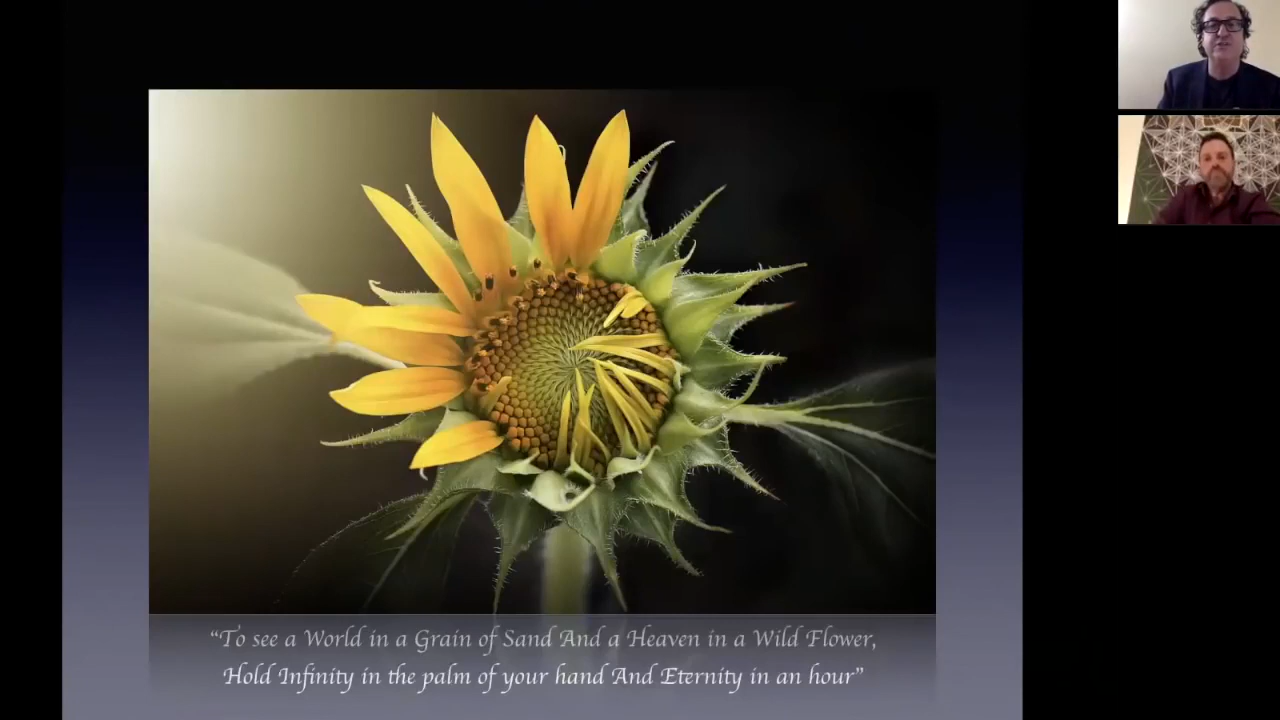 “To see a World in a Grain of Sand And a Heaven in a Wild Flower,
Hold Infinity in the palm of your hand And Eternity in an hour”